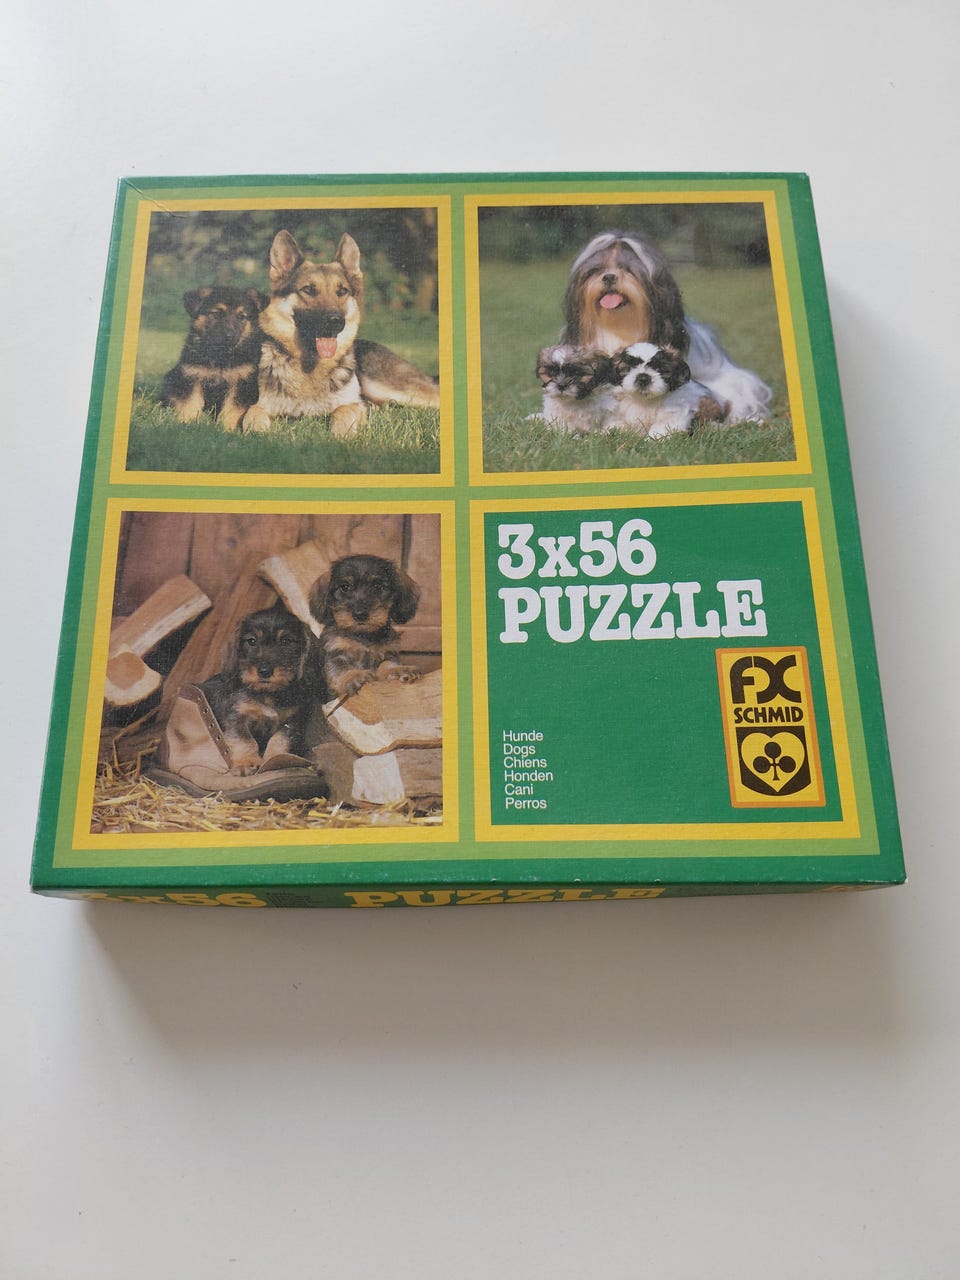 3x56
PUZZLE
FX
SCHMID
Hunde
Dogs
Chiens
Honden
Cani
Perros
3x56 PUZZLE